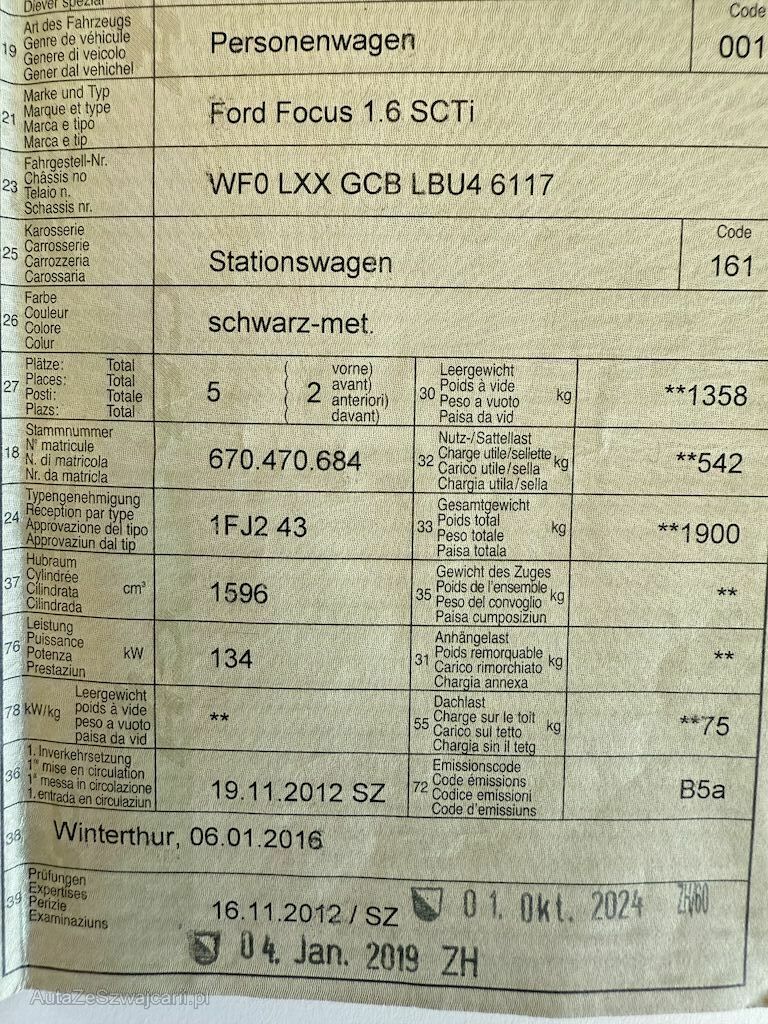 Diever spezial
19 Art des Fahrzeugs
Genre de véhicule
Genere di veicolo
Gener dal vehichel
Personenwagen
Code
001
21 Marke und Typ
Marque et type
Marca e tipo
Marca e tip
Ford Focus 1.6 SCTi
23 Fahrgestell-Nr.
Châssis no
Telaio n.
Schassis nr.
WF0 LXX GCB LBU4 6117
25 Karosserie
Carrosserie
Carrozzeria
Carossaria
Stationswagen
Code
161
26 Farbe
Couleur
Colore
Colur
schwarz-met.
27 Plätze: Total
Places: Total
Posti: Totale
Plazs: Total
5 ( 2 vorne)
avant)
anteriori)
davant)
30 Leergewicht
Poids à vide
Peso a vuoto
Paisa da vid
kg
**1358
18 Stammnummer
N° matricule
N. di matricola
Nr. da matricla
670.470.684
32 Nutz-/Sattellast
Charge utile/sellette
Carico utile/sella
Chargia utila/sella
kg
**542
24 Typengenehmigung
Réception par type
Approvazione del tipo
Approvaziun dal tip
1FJ2 43
33 Gesamtgewicht
Poids total
Peso totale
Paisa totala
kg
**1900
37 Hubraum
Cylindrée
Cilindrata
Cilindrada
cm³
1596
35 Gewicht des Zuges
Poids de l'ensemble
Peso del convoglio
Paisa cumposiziun
kg
**
76 Leistung
Puissance
Potenza
Prestaziun
kW
134
31 Anhängelast
Poids remorquable
Carico rimorchiato
Chargia annexa
kg
**
78 kW/kg Leergewicht
poids à vide
peso a vuoto
paisa da vid
**
55 Dachlast
Charge sur le toit
Carico sul tetto
Chargia sin il tetg
kg
**75
36 1. Inverkehrsetzung
1re mise en circulation
1a messa in circolazione
1. entrada en circulaziun
19.11.2012 SZ
72 Emissionscode
Code émissions
Codice emissioni
Code d'emissiuns
B5a
38 Winterthur, 06.01.2016
39 Prüfungen
Expertises
Perizie
Examinaziuns
16.11.2012 / SZ
01. Okt. 2024 ZH/60
04. Jan. 2019 ZH
AutaZeSzwajcarii.pl